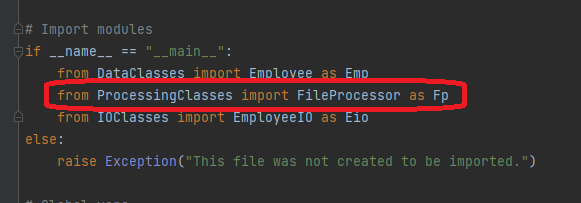 # Import modules
if __name__ == "__main__":
from DataClasses import Employee as Emp
from ProcessingClasses import FileProcessor as Fp
from IOClasses import EmployeeIO as Eio
else:
raise Exception("This file was not created to be imported.")